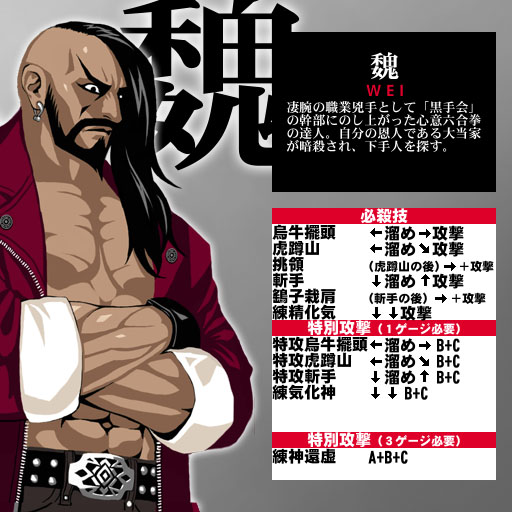 魏
魏
WEI
凄腕の職業兇手として「黒手会」
の幹部にのし上がった心意六合拳
の達人。自分の恩人である大当家
が暗殺され、下手人を探す。
必殺技
烏牛擺頭 ←溜め→攻撃
虎蹲山 ←溜め↘攻撃
挑領 (虎蹲山の後)→+攻撃
斬手 ↓溜め↑攻撃
鷂子栽肩 (斬手の後)→+攻撃
練精化気 ↓↓攻撃
特別攻撃(1ゲージ必要)
特攻烏牛擺頭 ←溜め→ B+C
特攻虎蹲山 ←溜め↘ B+C
特攻斬手 ↓溜め↑ B+C
練気化神 ↓↓ B+C
特別攻撃(3ゲージ必要)
練神還虚 A+B+C